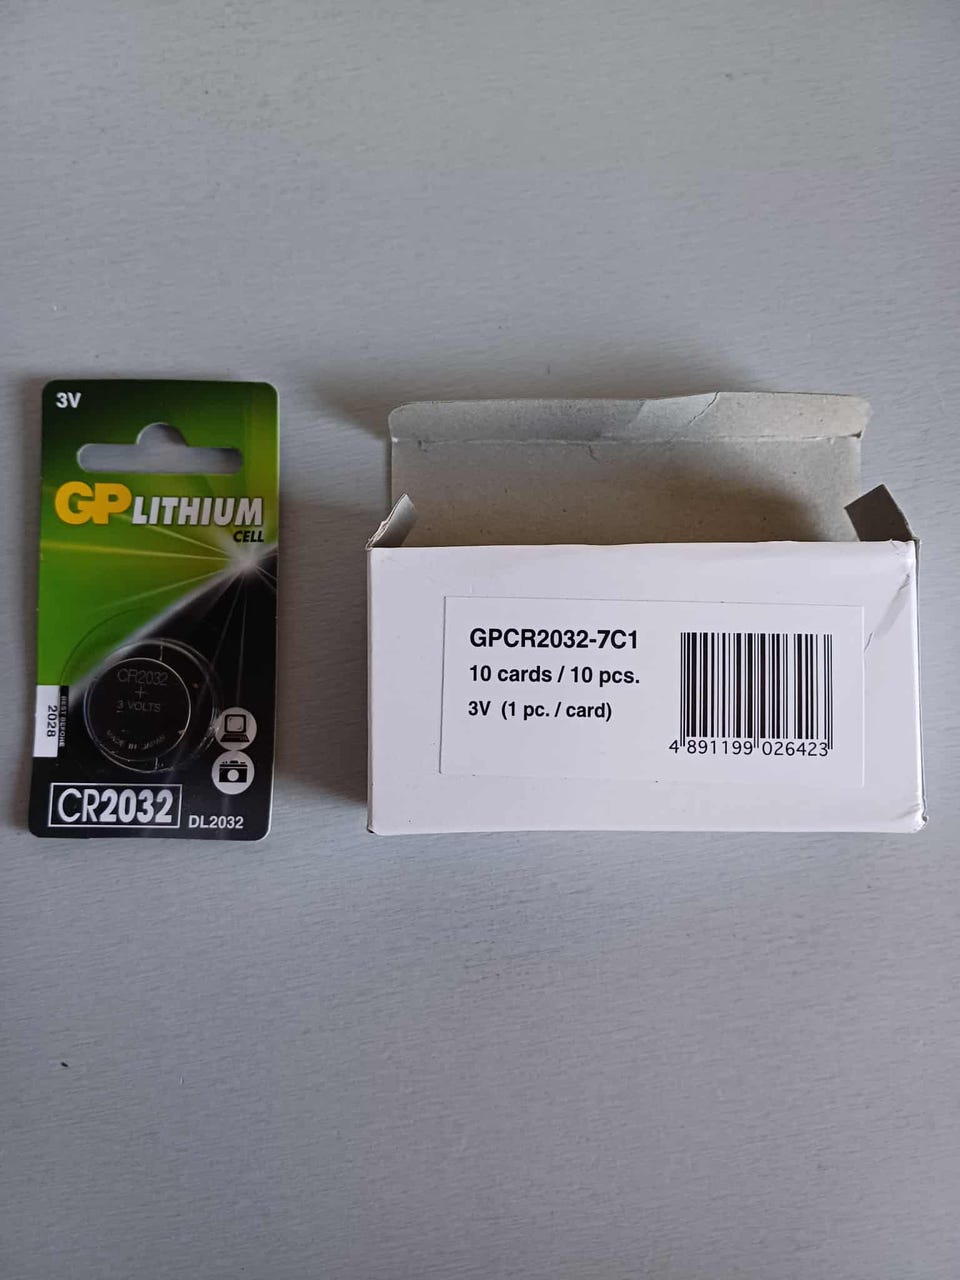 3V
GP LITHIUM
CELL
CR2032
+
3 VOLTS
MADE IN JAPAN
BEST BEFORE
2028
CR2032
DL2032
GPCR2032-7C1
10 cards / 10 pcs.
3V (1 pc. / card)
4 891199 026423